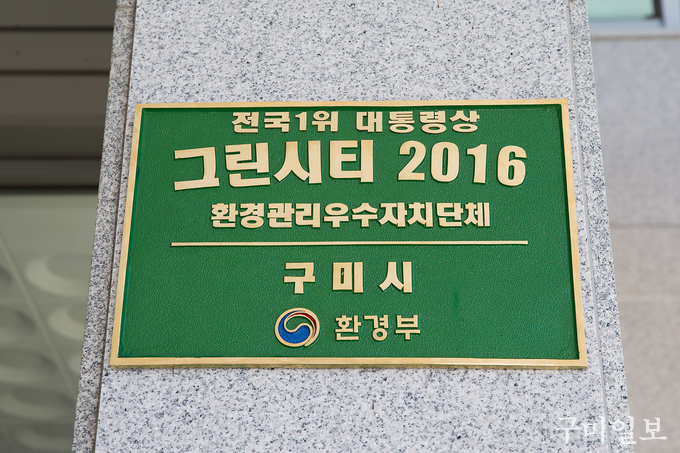 전국1위 대통령상
그린시티 2016
환경관리우수자치단체
구미시
환경부
구미일보